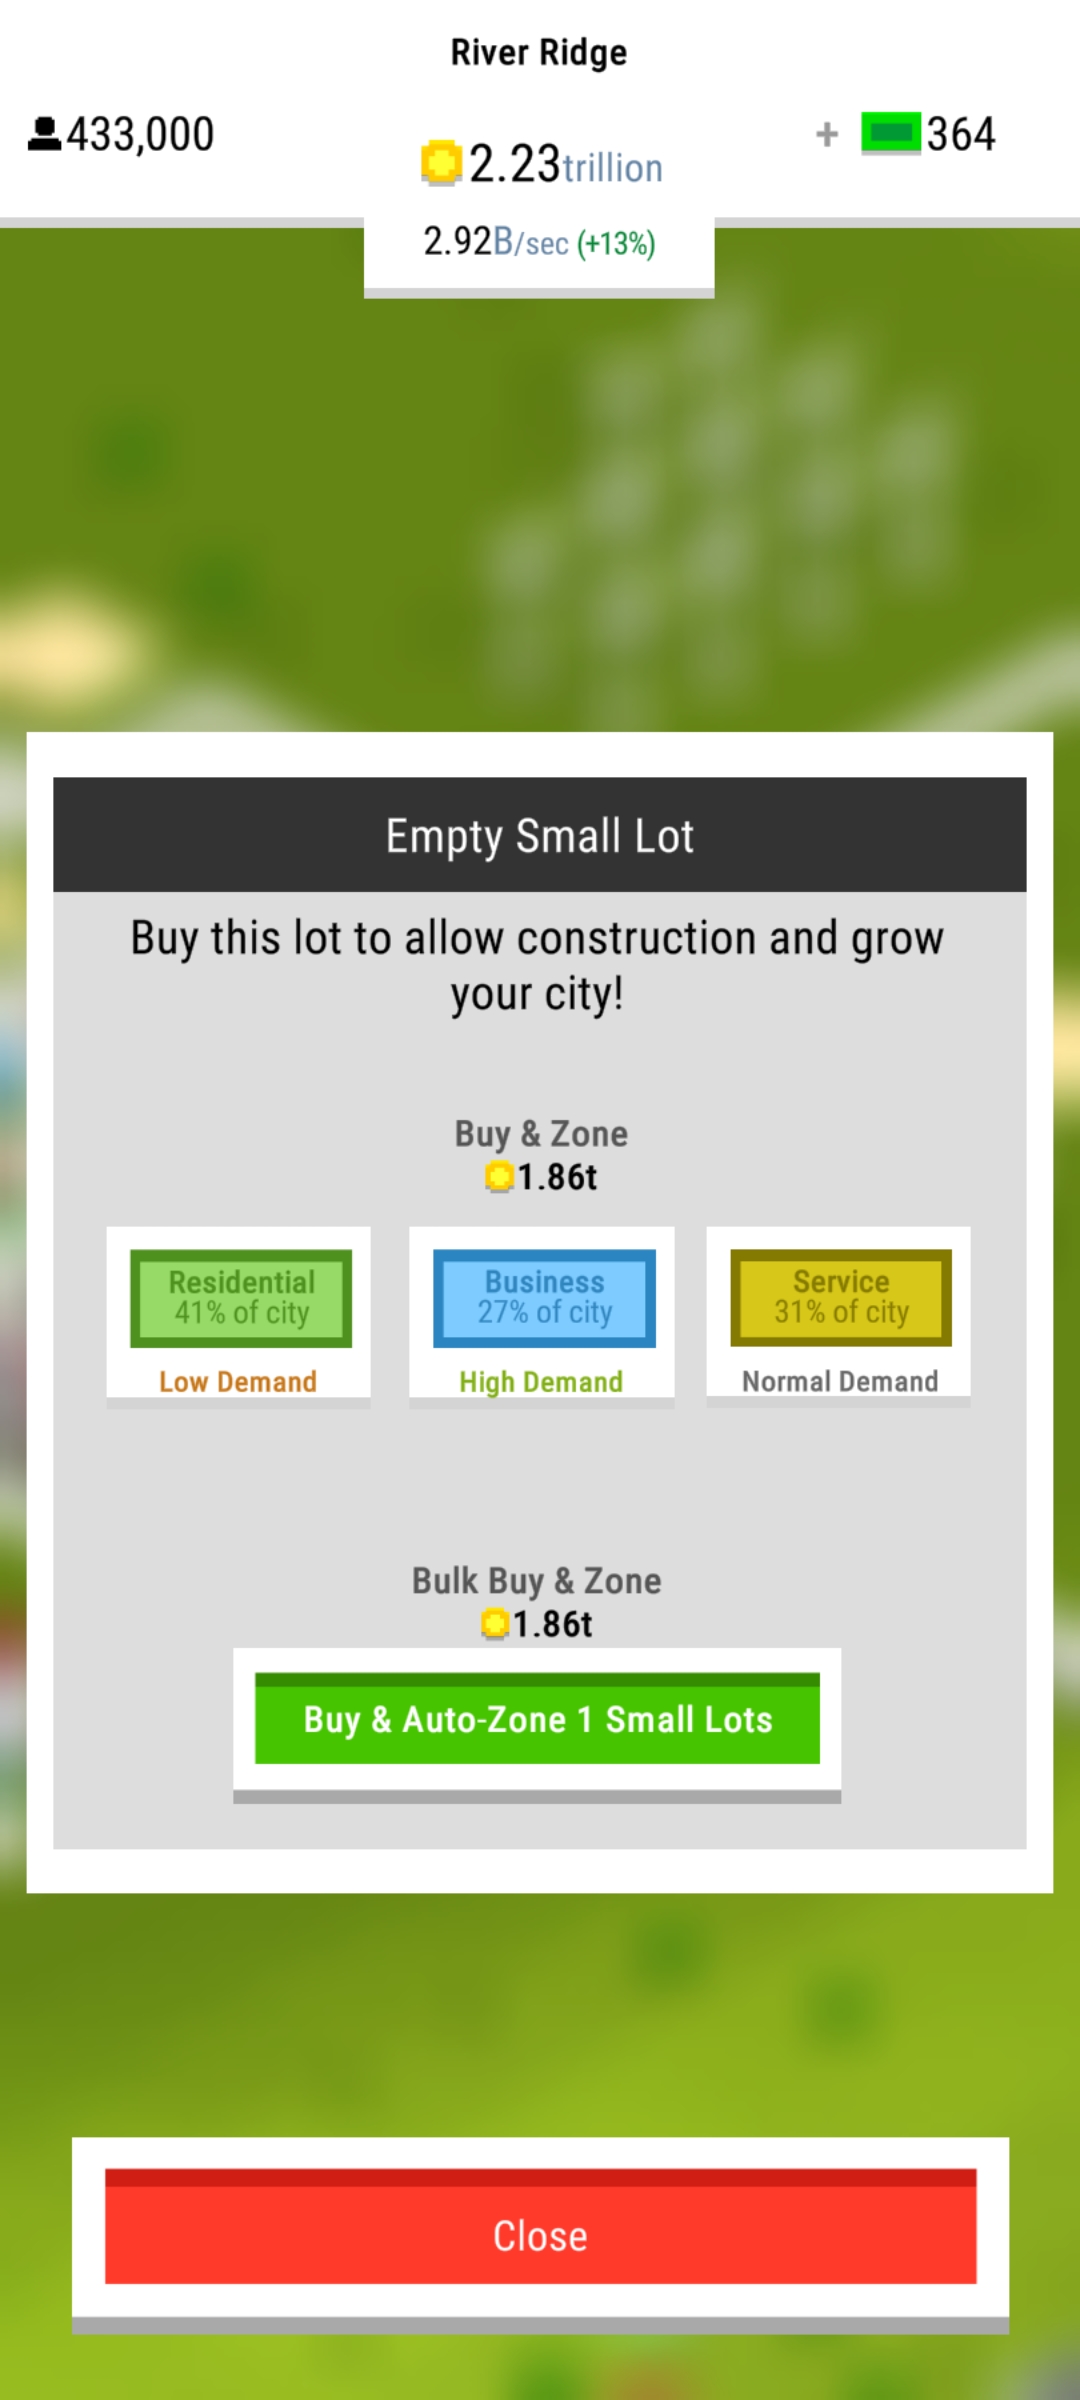 River Ridge
433,000
2.23trillion
+ 364
2.92B/sec (+13%)
Empty Small Lot
Buy this lot to allow construction and grow
your city!
Buy & Zone
1.86t
Residential
41% of city
Low Demand
Business
27% of city
High Demand
Service
31% of city
Normal Demand
Bulk Buy & Zone
1.86t
Buy & Auto-Zone 1 Small Lots
Close